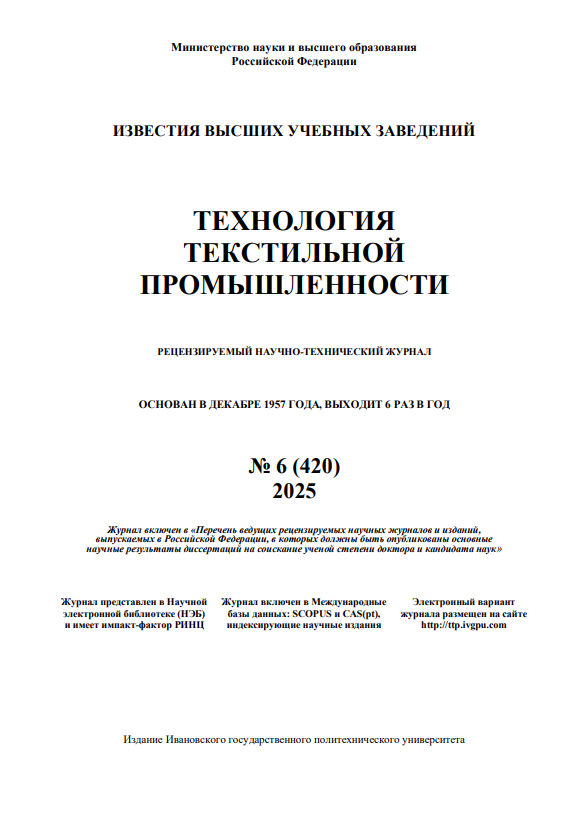 Министерство науки и высшего образования
Российской Федерации
ИЗВЕСТИЯ ВЫСШИХ УЧЕБНЫХ ЗАВЕДЕНИЙ
ТЕХНОЛОГИЯ
ТЕКСТИЛЬНОЙ
ПРОМЫШЛЕННОСТИ
РЕЦЕНЗИРУЕМЫЙ НАУЧНО-ТЕХНИЧЕСКИЙ ЖУРНАЛ
ОСНОВАН В ДЕКАБРЕ 1957 ГОДА, ВЫХОДИТ 6 РАЗ В ГОД
№ 6 (420)
2025
Журнал включен в «Перечень ведущих рецензируемых научных журналов и изданий,
выпускаемых в Российской Федерации, в которых должны быть опубликованы основные
научные результаты диссертаций на соискание ученой степени доктора и кандидата наук»
Журнал представлен в Научной
электронной библиотеке (НЭБ)
и имеет импакт-фактор РИНЦ
Журнал включен в Международные
базы данных: SCOPUS и CAS(pt),
индексирующие научные издания
Электронный вариант
журнала размещен на сайте
http://ttp.ivgpu.com
Издание Ивановского государственного политехнического университета